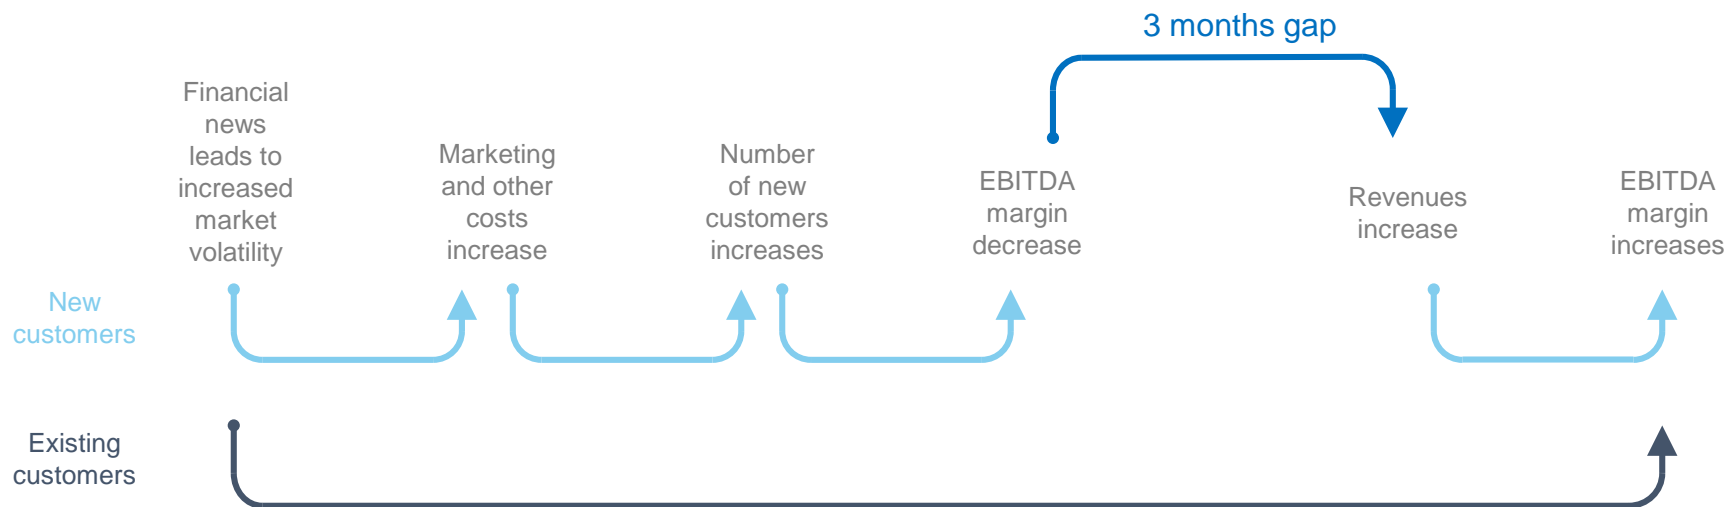 3 months gap
Financial
news
leads to
increased
market
volatility
Marketing
and other
costs
increase
Number
of new
customers
increases
EBITDA
margin
decrease
Revenues
increase
EBITDA
margin
increases
New
customers
Existing
customers